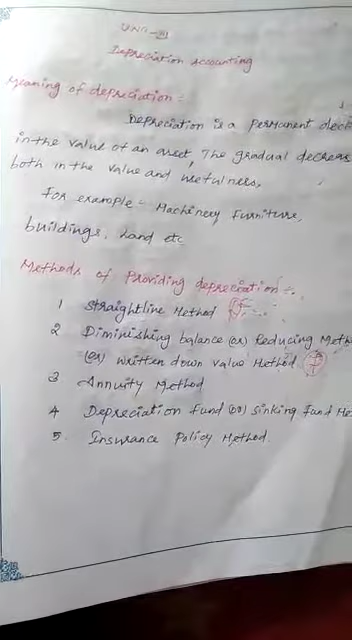 Depreciation Accounting
Meaning of depreciation :-
Depreciation is a permanent decl
in the value of an asset, The gradual decreas
both in the value and usefulness,
For example :- Machinery Furniture,
buildings, Land etc
Methods of Providing depreciation :-
1 Straightline Method
2 Diminishing balance (or) Reducing Meth
(or) written down value Method
3 Annuity Method
4 Depreciation fund (or) sinking fund Me
5. Insurance Policy Method.